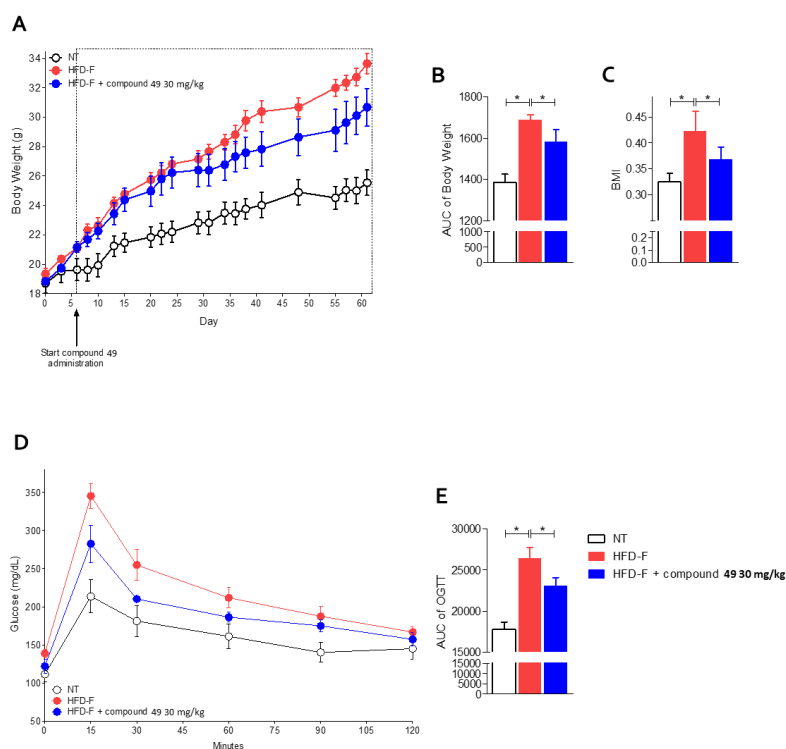 A
NT
HFD-F
HFD-F + compound 49 30 mg/kg
Body Weight (g)
34
32
30
28
26
24
22
20
18
0 5 10 15 20 25 30 35 40 45 50 55 60
Day
Start compound 49
administration
B
AUC of Body Weight
* *
1800
1600
1400
1200
1000
500
0
C
BMI
* *
0.45
0.40
0.35
0.30
0.2
0.1
0.0
D
Glucose (mg/dL)
350
300
250
200
150
100
50
NT
HFD-F
HFD-F + compound 49 30 mg/kg
0 15 30 45 60 75 90 105 120
Minutes
E
AUC of OGTT
* *
30000
25000
20000
15000
15000
10000
5000
0
NT
HFD-F
HFD-F + compound 49 30 mg/kg